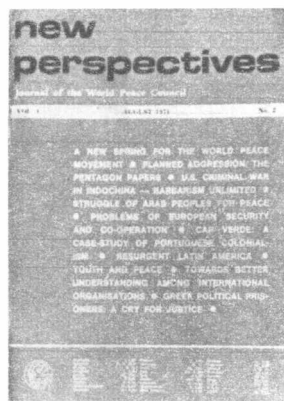 new
perspectives
Journal of the World Peace Council
Vol. AUGUST 1971 No. 2
A NEW SPRING FOR THE WORLD PEACE
MOVEMENT ● PLANNED AGGRESSION: THE
PENTAGON PAPERS ● U.S. CRIMINAL WAR
IN INDOCHINA — BARBARISM UNLIMITED ●
STRUGGLE OF ARAB PEOPLES FOR PEACE
● PROBLEMS OF EUROPEAN SECURITY
AND CO-OPERATION ● CAP VERDE: A
CASE-STUDY OF PORTUGUESE COLONIAL-
ISM ● RESURGENT LATIN AMERICA ●
YOUTH AND PEACE ● TOWARDS BETTER
UNDERSTANDING AMONG INTERNATIONAL
ORGANISATIONS ● GREEK POLITICAL PRIS-
ONERS: A CRY FOR JUSTICE ●